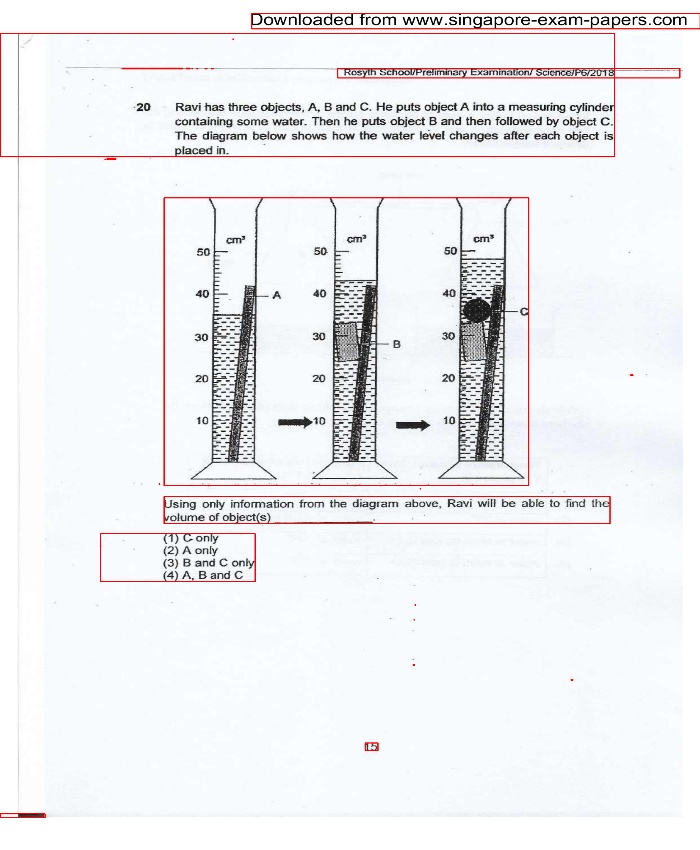 Downloaded from www.singapore-exam-papers.com
Rosyth School/Preliminary Examination/ Science/P6/2018
20 Ravi has three objects, A, B and C. He puts object A into a measuring cylinder
containing some water. Then he puts object B and then followed by object C.
The diagram below shows how the water level changes after each object is
placed in.
cm³ cm³ cm³
50 50 50
40 A 40 40
C
30 30 B 30
20 20 20
10 10 10
Using only information from the diagram above, Ravi will be able to find the
volume of object(s) ________________.
(1) C only
(2) A only
(3) B and C only
(4) A, B and C
15